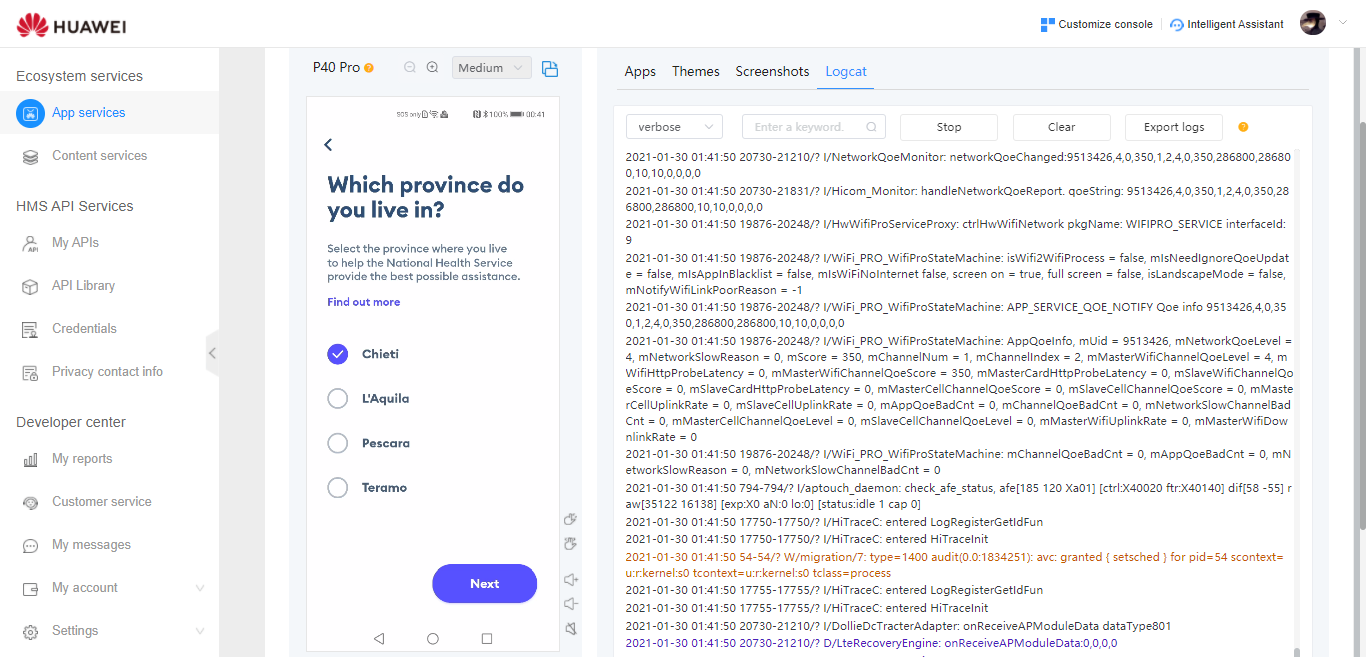 HUAWEI
Customize console
Intelligent Assistant
Ecosystem services
App services
Content services
HMS API Services
My APIs
API Library
Credentials
Privacy contact info
Developer center
My reports
Customer service
My messages
My account
Settings
P40 Pro
Medium
SOS only
100%
00:41
Which province do
you live in?
Select the province where you live
to help the National Health Service
provide the best possible assistance.
Find out more
Chieti
L'Aquila
Pescara
Teramo
Next
Apps Themes Screenshots Logcat
verbose
Enter a keyword.
Stop
Clear
Export logs
2021-01-30 01:41:50 20730-21210/? I/NetworkQoeMonitor: networkQoeChanged:9513426,4,0,350,1,2,4,0,350,286800,28680
0,10,10,0,0,0,0
2021-01-30 01:41:50 20730-21831/? I/Hicom_Monitor: handleNetworkQoeReport. qoeString: 9513426,4,0,350,1,2,4,0,350,28
6800,286800,10,10,0,0,0,0
2021-01-30 01:41:50 19876-20248/? I/HwWifiProServiceProxy: ctrlHwWifiNetwork pkgName: WIFIPRO_SERVICE interfaceId:
9
2021-01-30 01:41:50 19876-20248/? I/WiFi_PRO_WifiProStateMachine: isWifi2WifiProcess = false, mIsNeedIgnoreQoeUpdat
e = false, mIsAppInBlacklist = false, mIsWiFiNoInternet false, screen on = true, full screen = false, isLandscapeMode = false,
mNotifyWifiLinkPoorReason = -1
2021-01-30 01:41:50 19876-20248/? I/WiFi_PRO_WifiProStateMachine: APP_SERVICE_QOE_NOTIFY Qoe info 9513426,4,0,35
0,1,2,4,0,350,286800,286800,10,10,0,0,0,0
2021-01-30 01:41:50 19876-20248/? I/WiFi_PRO_WifiProStateMachine: AppQoeInfo, mUid = 9513426, mNetworkQoeLevel =
4, mNetworkSlowReason = 0, mScore = 350, mChannelNum = 1, mChannelIndex = 2, mMasterWifiChannelQoeLevel = 4, m
WifiHttpProbeLatency = 0, mMasterWifiChannelQoeScore = 350, mMasterCardHttpProbeLatency = 0, mSlaveWifiChannelQ
oeScore = 0, mSlaveCardHttpProbeLatency = 0, mMasterCellChannelQoeScore = 0, mSlaveCellChannelQoeScore = 0, mMaste
rCellUplinkRate = 0, mSlaveCellUplinkRate = 0, mAppQoeBadCnt = 0, mChannelQoeBadCnt = 0, mNetworkSlowChannelBad
Cnt = 0, mMasterCellChannelQoeLevel = 0, mSlaveCellChannelQoeLevel = 0, mMasterWifiUplinkRate = 0, mMasterWifiDow
nlinkRate = 0
2021-01-30 01:41:50 19876-20248/? I/WiFi_PRO_WifiProStateMachine: mChannelQoeBadCnt = 0, mAppQoeBadCnt = 0, mN
etworkSlowReason = 0, mNetworkSlowChannelBadCnt = 0
2021-01-30 01:41:50 794-794/? I/aptouch_daemon: check_afe_status, afe[185 120 Xa01] [ctrl:X40020 ftr:X40140] dif[58 -55] r
aw[35122 16138] [exp:X0 aN:0 lo:0] [status:idle 1 cap 0]
2021-01-30 01:41:50 17750-17750/? I/HiTraceC: entered LogRegisterGetIdFun
2021-01-30 01:41:50 17750-17750/? I/HiTraceC: entered HiTraceInit
2021-01-30 01:41:50 54-54/? W/migration/7: type=1400 audit(0.0:1834251): avc: granted { setsched } for pid=54 scontext=
u:r:kernel:s0 tcontext=u:r:kernel:s0 tclass=process
2021-01-30 01:41:50 17755-17755/? I/HiTraceC: entered LogRegisterGetIdFun
2021-01-30 01:41:50 17755-17755/? I/HiTraceC: entered HiTraceInit
2021-01-30 01:41:50 20730-21210/? I/DollieDcTracterAdapter: onReceiveAPModuleData dataType801
2021-01-30 01:41:50 20730-21210/? D/LteRecoveryEngine: onReceiveAPModuleData:0,0,0,0